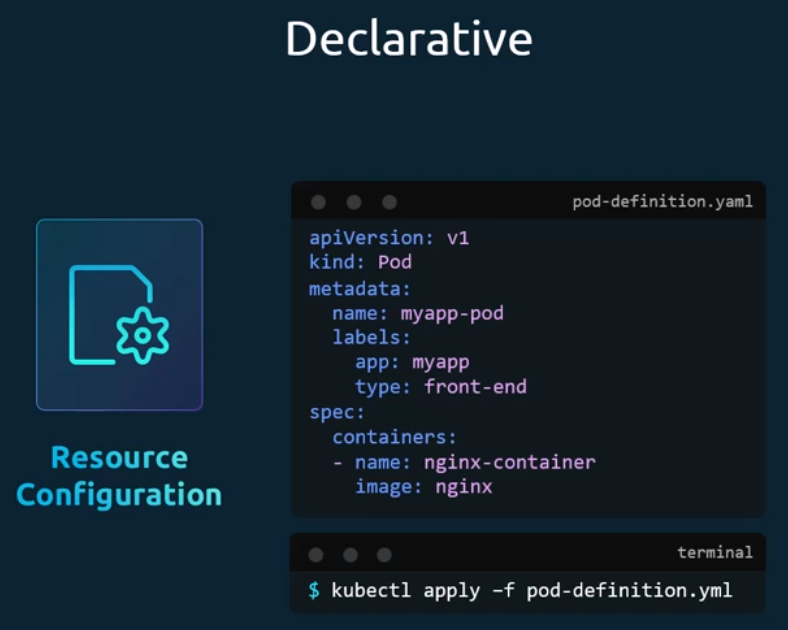 Declarative
Resource
Configuration
pod-definition.yaml
apiVersion: v1
kind: Pod
metadata:
  name: myapp-pod
  labels:
    app: myapp
    type: front-end
spec:
  containers:
  - name: nginx-container
    image: nginx
terminal
$ kubectl apply –f pod-definition.yml